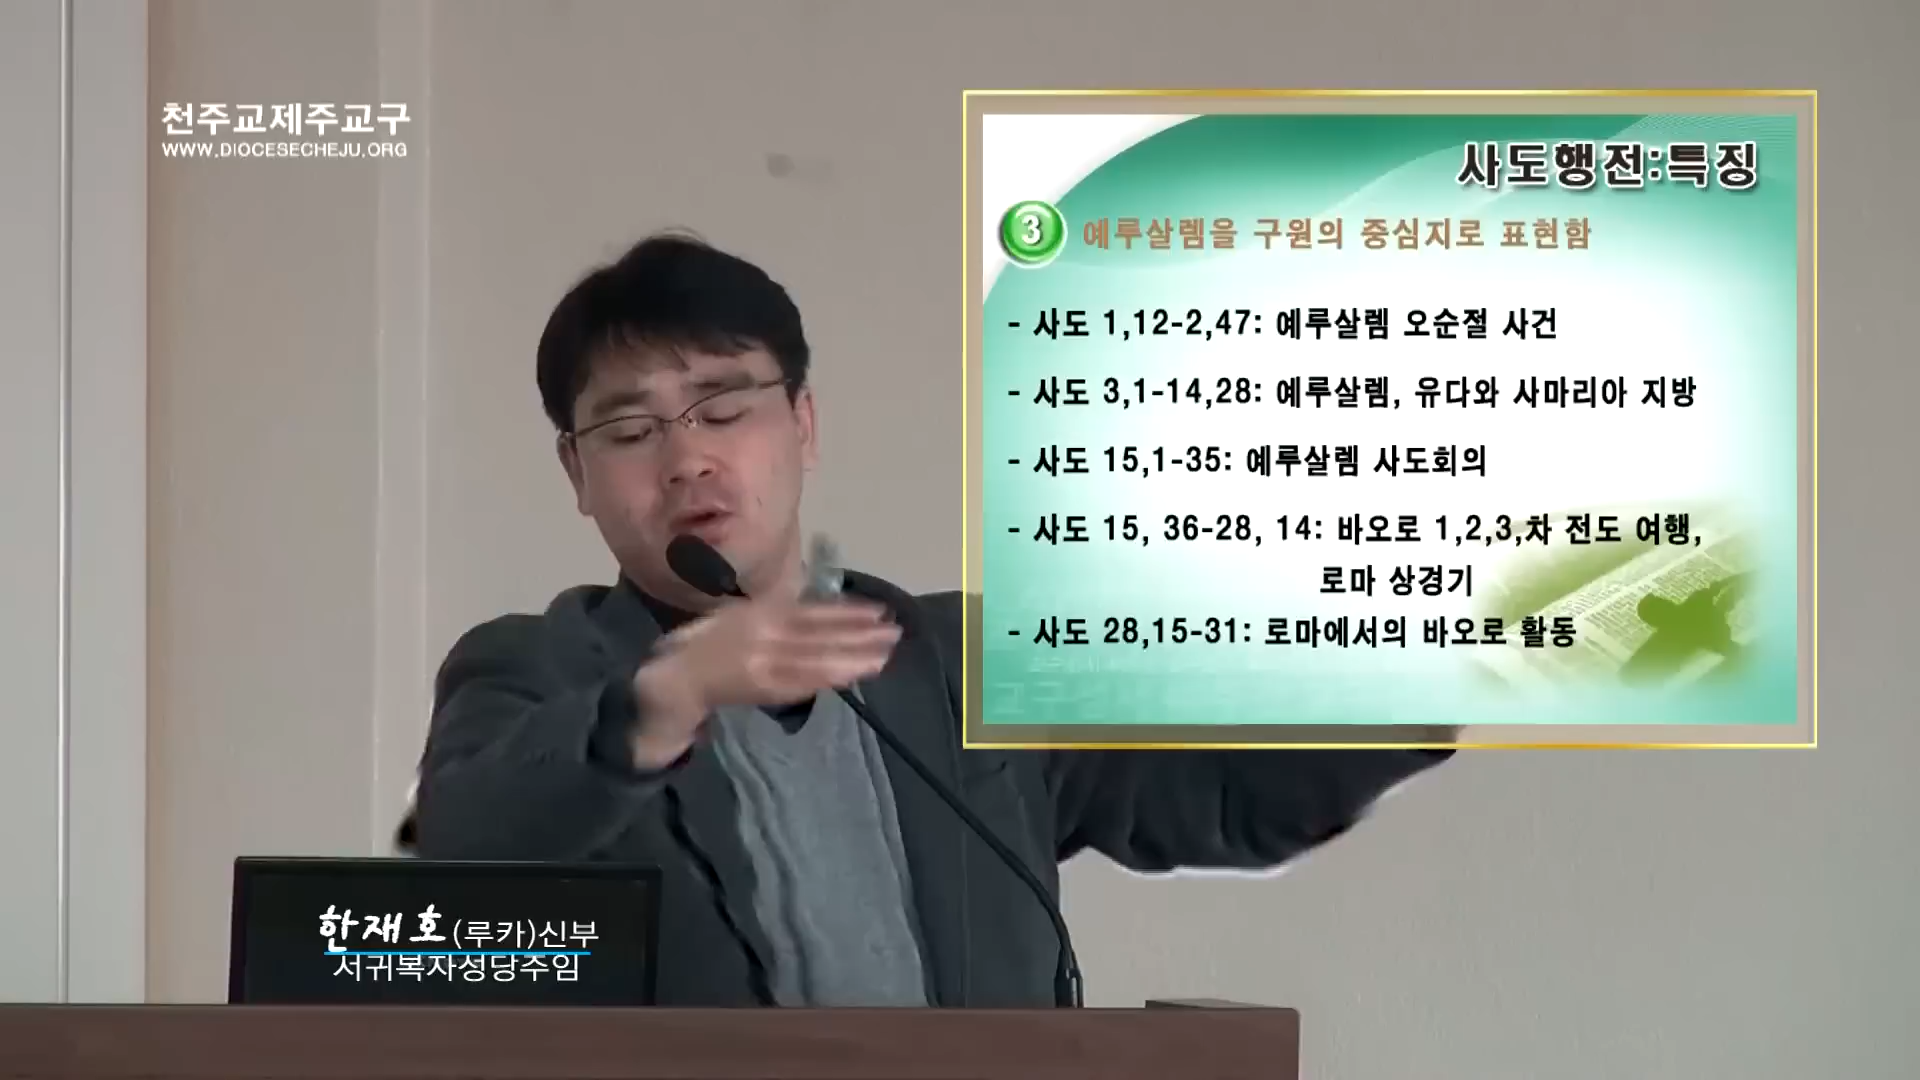 천주교제주교구
WWW.DIOCESECHEJU.ORG
사도행전:특징
3 예루살렘을 구원의 중심지로 표현함
- 사도 1,12-2,47: 예루살렘 오순절 사건
- 사도 3,1-14,28: 예루살렘, 유다와 사마리아 지방
- 사도 15,1-35: 예루살렘 사도회의
- 사도 15, 36-28, 14: 바오로 1,2,3,차 전도 여행,
로마 상경기
- 사도 28,15-31: 로마에서의 바오로 활동
한재호(루카)신부
서귀복자성당주임